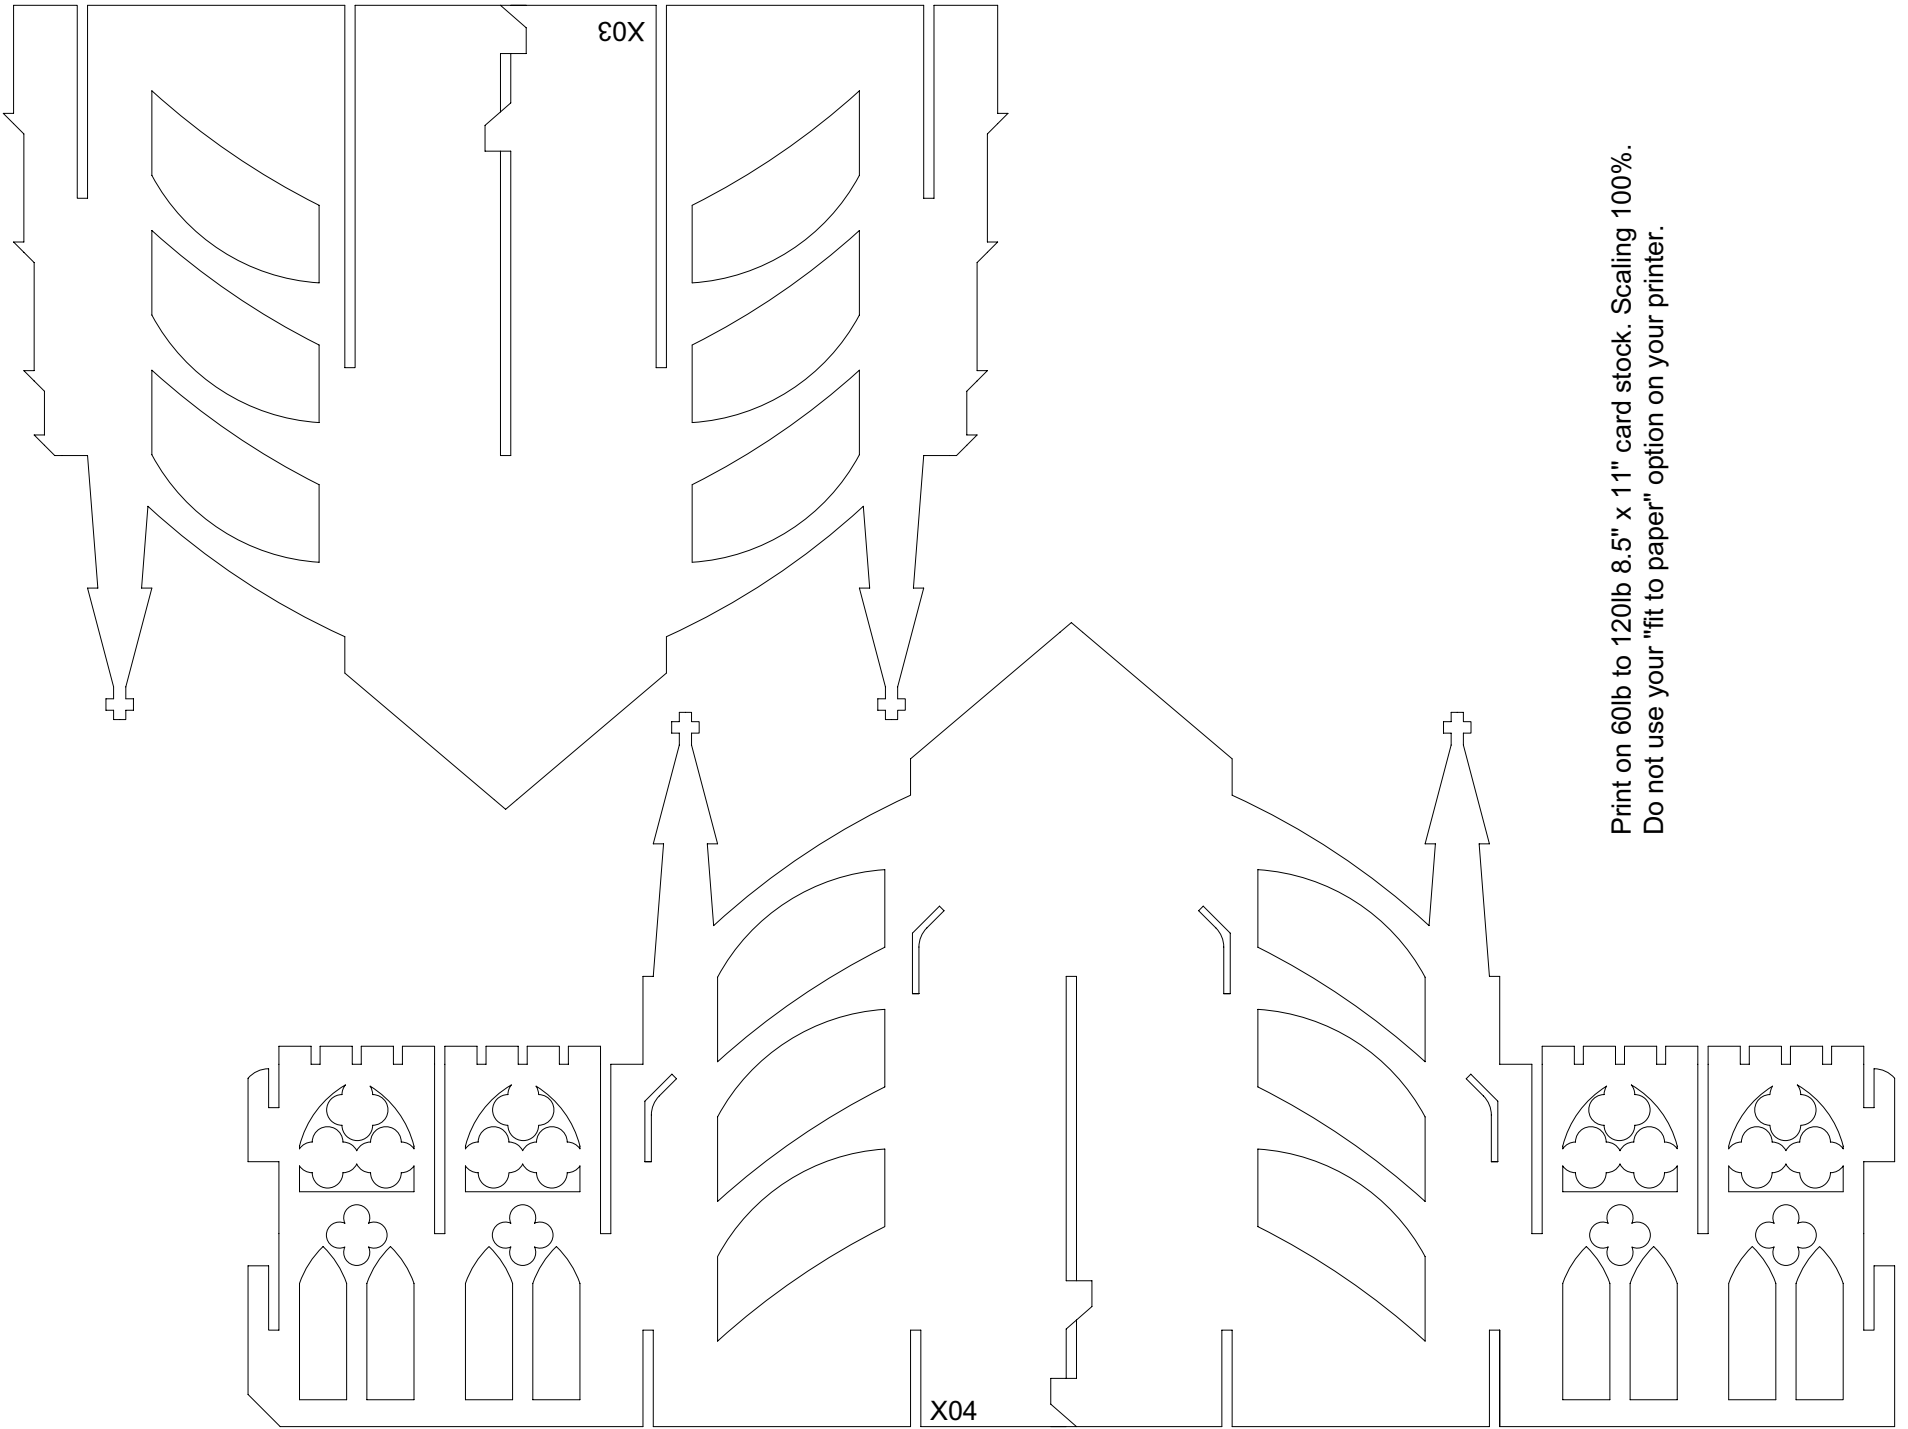 X03
Print on 60lb to 120lb 8.5" x 11" card stock. Scaling 100%.
Do not use your "fit to paper" option on your printer.
X04